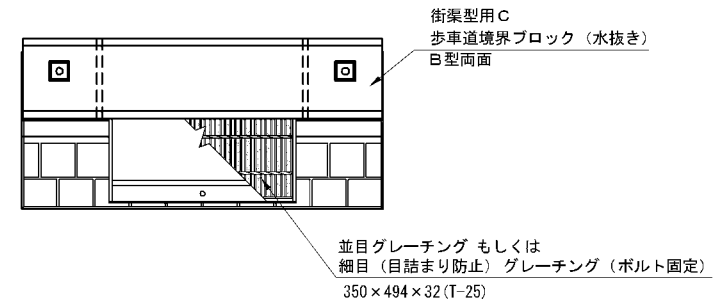 街渠型用C
歩車道境界ブロック（水抜き）
B型両面
並目グレーチング もしくは
細目（目詰まり防止）グレーチング（ボルト固定）
350×494×32(T-25)